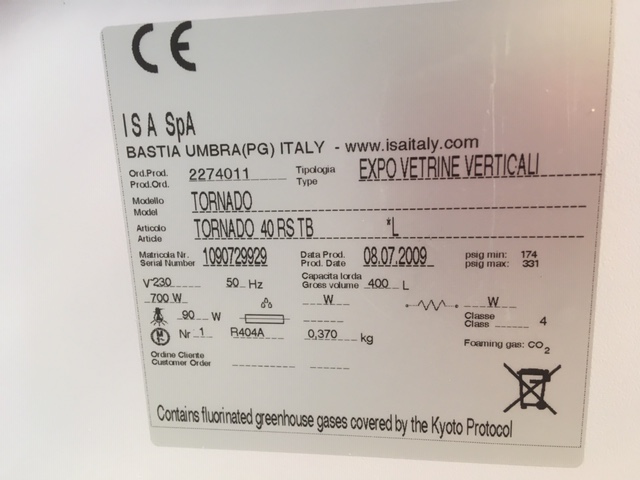 CE
ISA SpA
BASTIA UMBRA(PG) ITALY - www.isaitaly.com
Ord.Prod. 2274011 Tipologia EXPO VETRINE VERTICALI
Prod.Ord. Type
Modello TORNADO
Model
Articolo TORNADO 40 RS TB *L
Article
Matricola Nr. 1090729929 Data Prod. 08.07.2009 psig min: 174
Serial Number Prod. Date psig max: 331
V~230 50 Hz Capacita lorda 400 L
Gross volume
700 W W W
90 W Classe 4
Class
Nr 1 R404A 0,370 kg Foaming gas: CO2
Ordine Cliente
Customer Order
Contains fluorinated greenhouse gases covered by the Kyoto Protocol